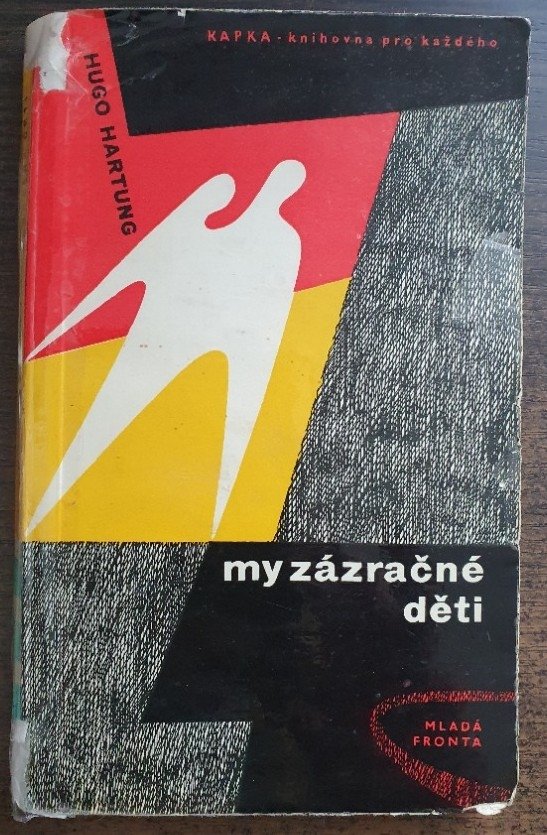 KAPKA - knihovna pro každého
HUGO HARTUNG
my zázračné
děti
MLADÁ
FRONTA